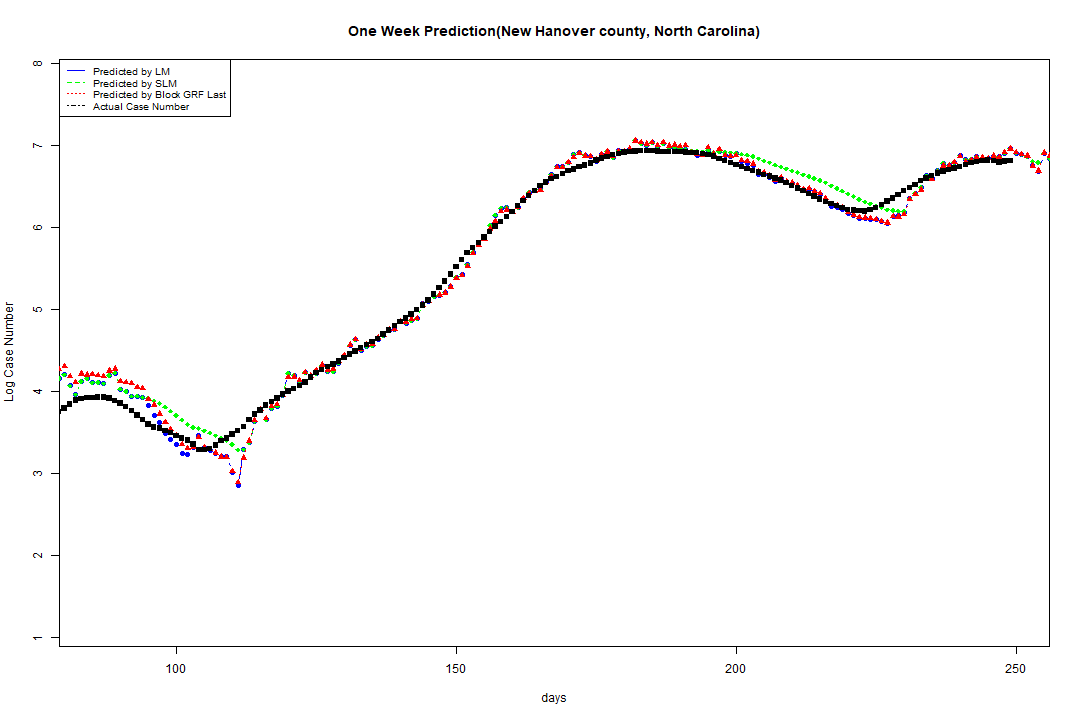 One Week Prediction(New Hanover county, North Carolina)
Predicted by LM
Predicted by SLM
Predicted by Block GRF Last
Actual Case Number
8
7
6
5
4
3
2
1
Log Case Number
100 150 200 250
days